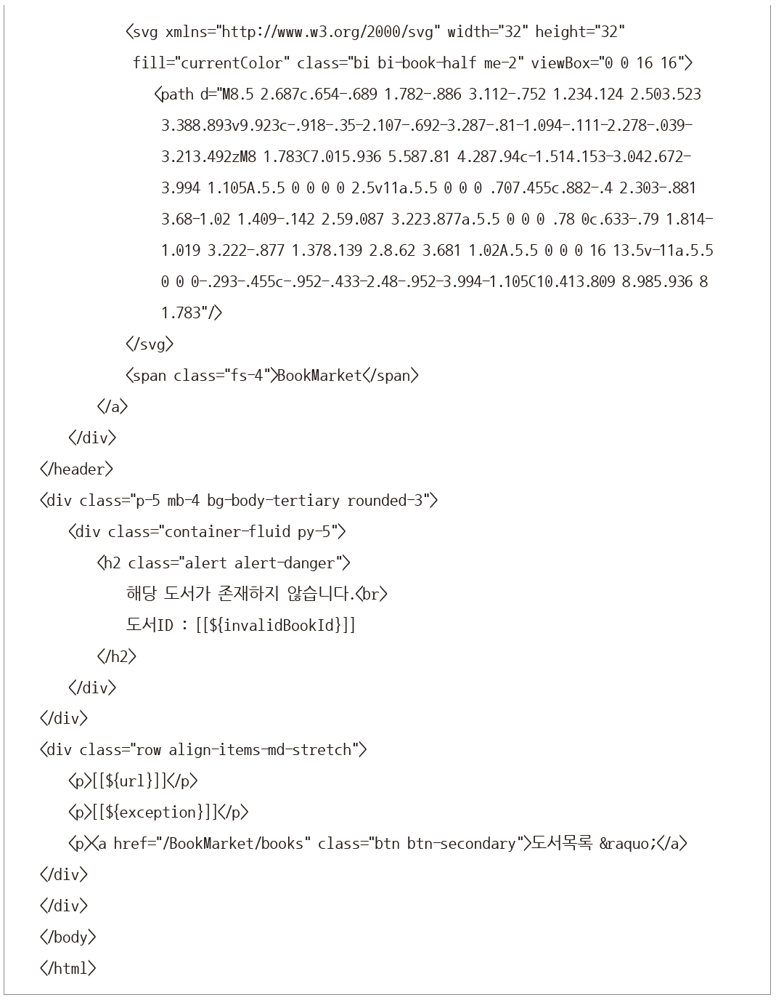 <svg xmlns="http://www.w3.org/2000/svg" width="32" height="32"
fill="currentColor" class="bi bi-book-half me-2" viewBox="0 0 16 16">
<path d="M8.5 2.687c.654-.689 1.782-.886 3.112-.752 1.234.124 2.503.523
3.388.893v9.923c-.918-.35-2.107-.692-3.287-.81-1.094-.111-2.278-.039-
3.213.492zM8 1.783C7.015.936 5.587.81 4.287.94c-1.514.153-3.042.672-
3.994 1.105A.5.5 0 0 0 0 2.5v11a.5.5 0 0 0 .707.455c.882-.4 2.303-.881
3.68-1.02 1.409-.142 2.59.087 3.223.877a.5.5 0 0 0 .78 0c.633-.79 1.814-
1.019 3.222-.877 1.378.139 2.8.62 3.681 1.02A.5.5 0 0 0 16 13.5v-11a.5.5
0 0 0-.293-.455c-.952-.433-2.48-.952-3.994-1.105C10.413.809 8.985.936 8
1.783"/>
</svg>
<span class="fs-4">BookMarket</span>
</a>
</div>
</header>
<div class="p-5 mb-4 bg-body-tertiary rounded-3">
<div class="container-fluid py-5">
<h2 class="alert alert-danger">
해당 도서가 존재하지 않습니다.<br>
도서ID : [[${invalidBookId}]]
</h2>
</div>
</div>
<div class="row align-items-md-stretch">
<p>[[${url}]]</p>
<p>[[${exception}]]</p>
<p><a href="/BookMarket/books" class="btn btn-secondary">도서목록 &raquo;</a>
</div>
</div>
</body>
</html>